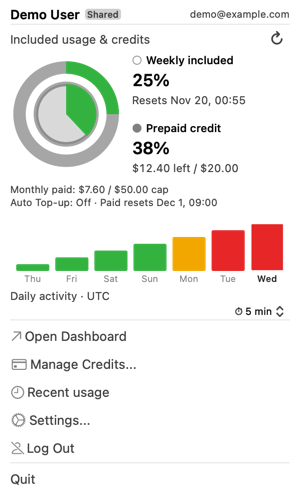 Demo User Shared demo@example.com
Included usage & credits
Weekly included
25%
Resets Nov 20, 00:55
Prepaid credit
38%
$12.40 left / $20.00
Monthly paid: $7.60 / $50.00 cap
Auto Top-up: Off · Paid resets Dec 1, 09:00
Thu Fri Sat Sun Mon Tue Wed
Daily activity · UTC
5 min
Open Dashboard
Manage Credits...
Recent usage
Settings...
Log Out
Quit